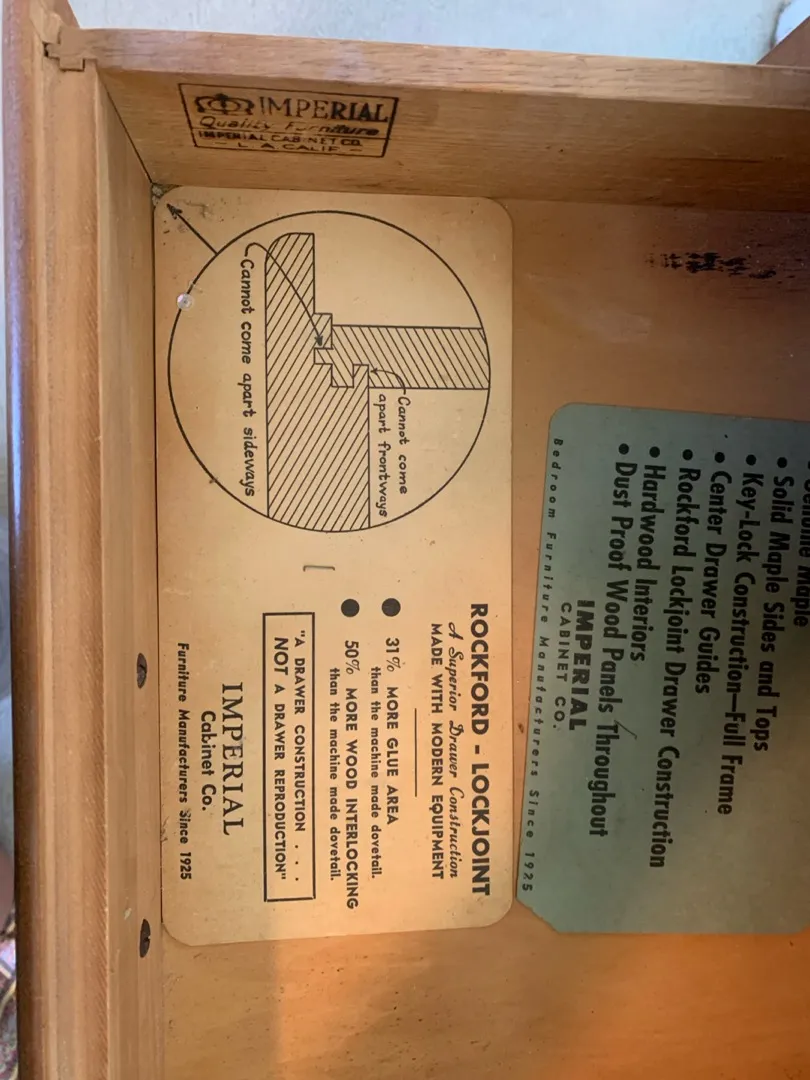 IMPERIAL
Quality Furniture
IMPERIAL CABINET CO.
- L. A. CALIF. -
Cannot come
apart frontways
Cannot come apart sideways
ROCKFORD - LOCKJOINT
A Superior Drawer Construction
MADE WITH MODERN EQUIPMENT
● 31% MORE GLUE AREA
than the machine made dovetail.
● 50% MORE WOOD INTERLOCKING
than the machine made dovetail.
"A DRAWER CONSTRUCTION . . .
NOT A DRAWER REPRODUCTION"
IMPERIAL
Cabinet Co.
Furniture Manufacturers Since 1925
Maple
● Solid Maple Sides and Tops
● Key-Lock Construction—Full Frame
● Center Drawer Guides
● Rockford Lockjoint Drawer Construction
● Hardwood Interiors
● Dust Proof Wood Panels Throughout
IMPERIAL
CABINET CO.
Bedroom Furniture Manufacturers Since 1925